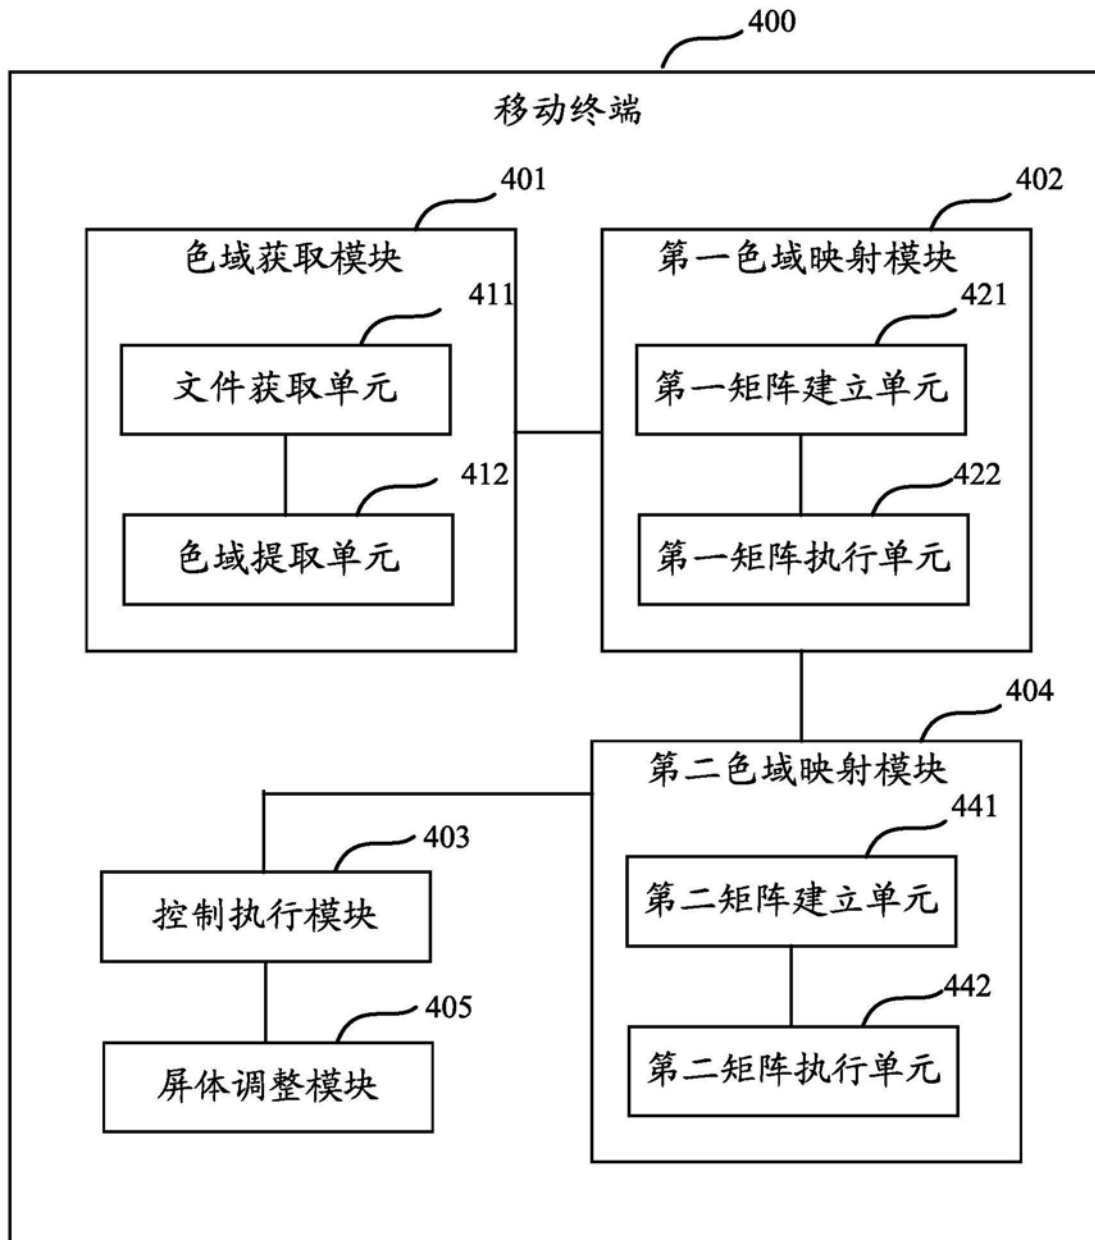 400
移动终端
401
色域获取模块
411
文件获取单元
412
色域提取单元
402
第一色域映射模块
421
第一矩阵建立单元
422
第一矩阵执行单元
404
第二色域映射模块
441
第二矩阵建立单元
442
第二矩阵执行单元
403
控制执行模块
405
屏体调整模块